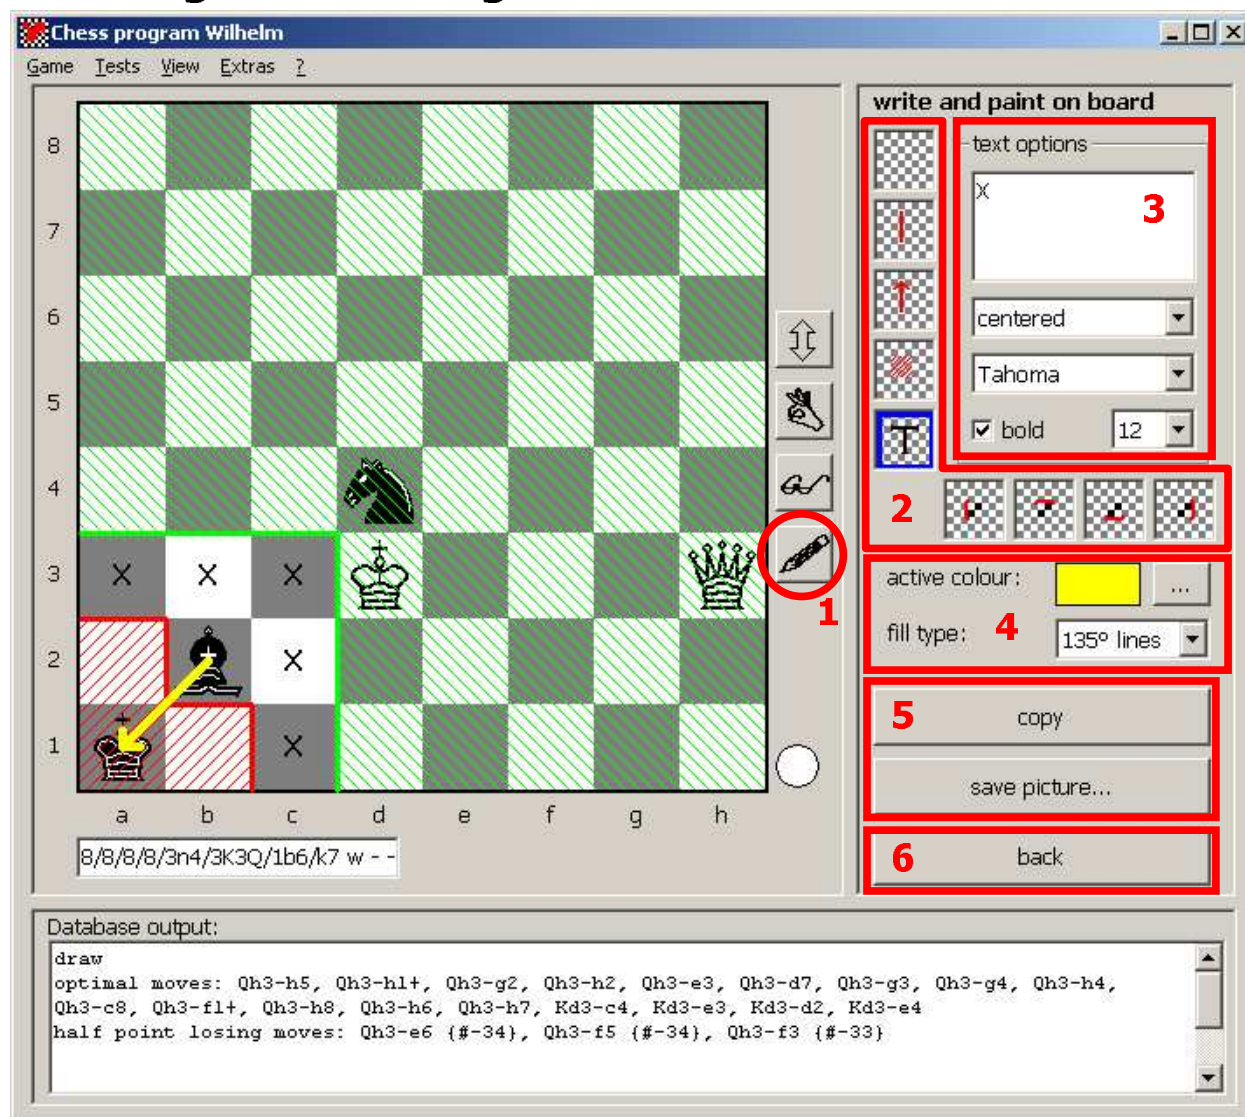 Chess program Wilhelm
Game Tests View Extras ?
write and paint on board
8
7
6
5
4
3
2
1
a b c d e f g h
X X X
X
X
1
8/8/8/8/3n4/3K3Q/1b6/k7 w - -
text options
X
3
centered
Tahoma
bold 12
T
2
active colour:
...
fill type: 4 135º lines
5 copy
save picture...
6 back
Database output:
draw
optimal moves: Qh3-h5, Qh3-h1+, Qh3-g2, Qh3-h2, Qh3-e3, Qh3-d7, Qh3-g3, Qh3-g4, Qh3-h4,
Qh3-c8, Qh3-f1+, Qh3-h8, Qh3-h6, Qh3-h7, Kd3-c4, Kd3-e3, Kd3-d2, Kd3-e4
half point losing moves: Qh3-e6 {#-34}, Qh3-f5 {#-34}, Qh3-f3 {#-33}